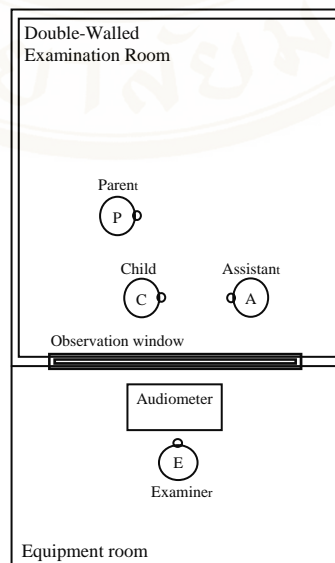 Double-Walled
Examination Room
Parent
P
Child
Assistant
C
A
Observation window
Audiometer
E
Examiner
Equipment room